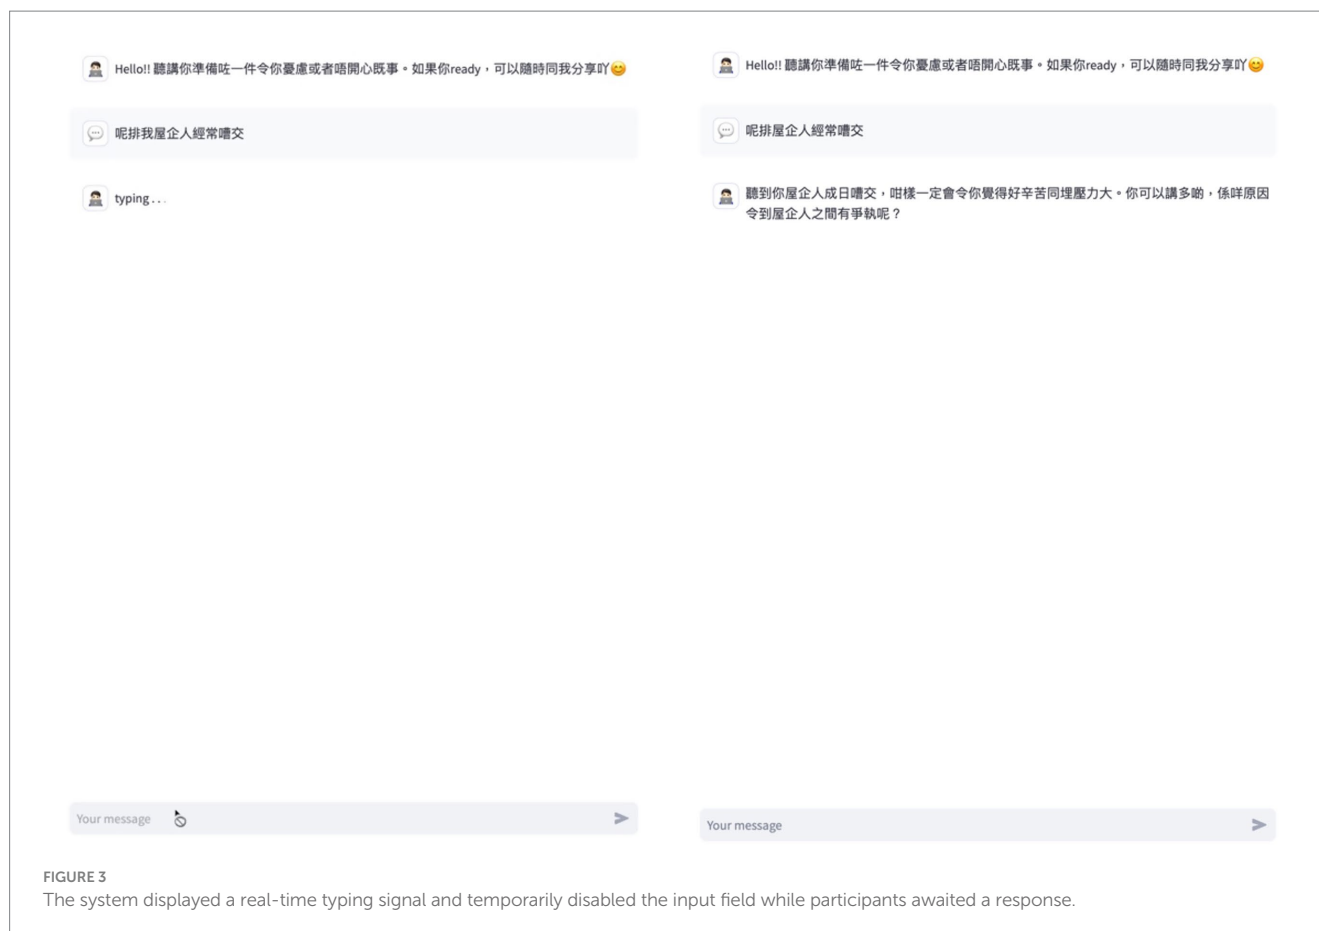 Hello!! 聽講你準備咗一件令你憂慮或者唔開心既事。如果你ready，可以隨時同我分享吖😊
呢排我屋企人經常嘈交
typing...
Your message
Hello!! 聽講你準備咗一件令你憂慮或者唔開心既事。如果你ready，可以隨時同我分享吖😊
呢排屋企人經常嘈交
聽到你屋企人成日嘈交，咁樣一定會令你覺得好辛苦同埋壓力大。你可以講多啲，係咩原因
令到屋企人之間有爭執呢？
Your message
FIGURE 3
The system displayed a real-time typing signal and temporarily disabled the input field while participants awaited a response.